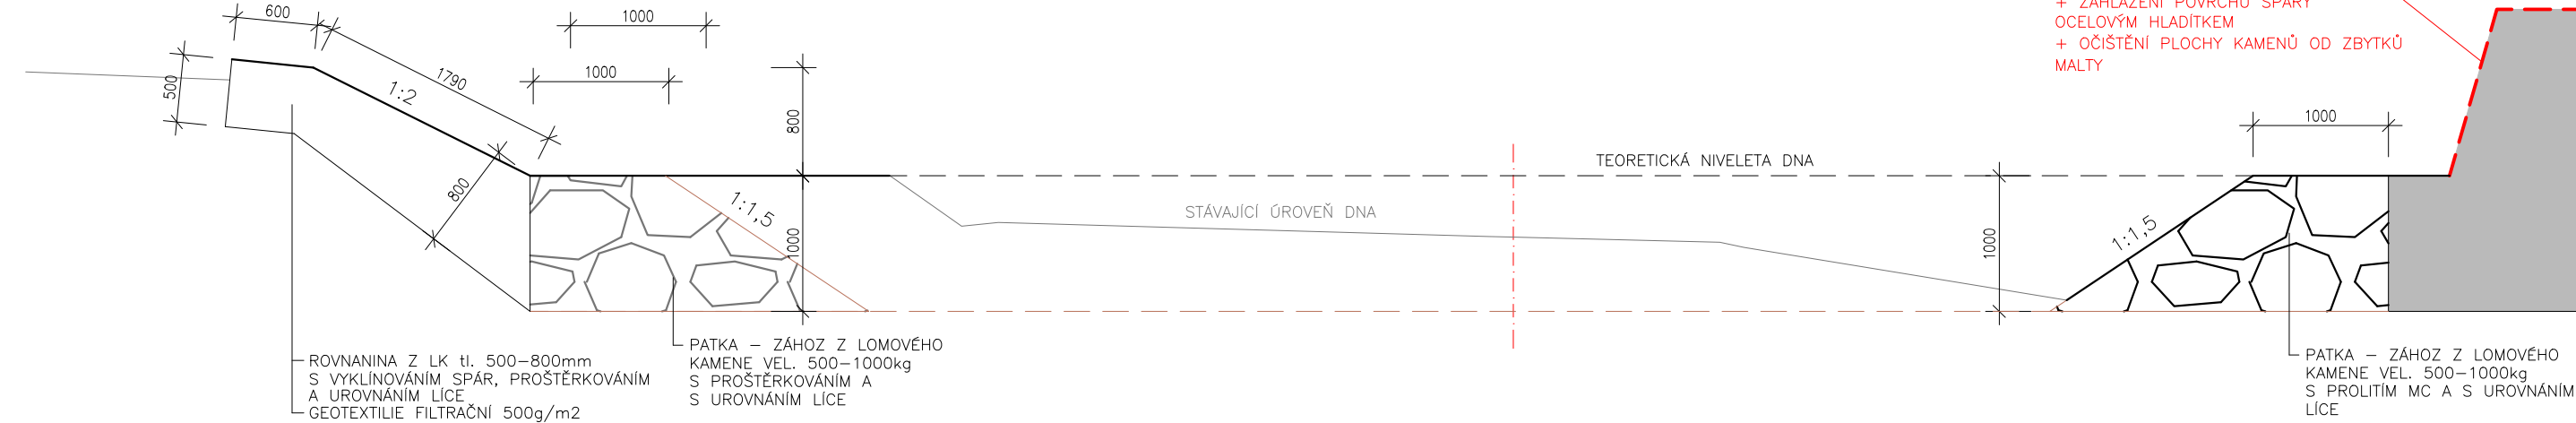 600
1000
500
1790
1:2
1000
800
800
1:1,5
1000
TEORETICKÁ NIVELETA DNA
STÁVAJÍCÍ ÚROVEŇ DNA
1000
1000
1:1,5
OCELOVÝM HLADÍTKEM
+ OČIŠTĚNÍ PLOCHY KAMENŮ OD ZBYTKŮ
MALTY
ROVNANINA Z LK tl. 500-800mm
S VYKLÍNOVÁNÍM SPÁR, PROŠTĚRKOVÁNÍM
A UROVNÁNÍM LÍCE
GEOTEXTILIE FILTRAČNÍ 500g/m2
PATKA – ZÁHOZ Z LOMOVÉHO
KAMENE VEL. 500-1000kg
S PROŠTĚRKOVÁNÍM A
S UROVNÁNÍM LÍCE
PATKA – ZÁHOZ Z LOMOVÉHO
KAMENE VEL. 500-1000kg
S PROLITÍM MC A S UROVNÁNÍM
LÍCE